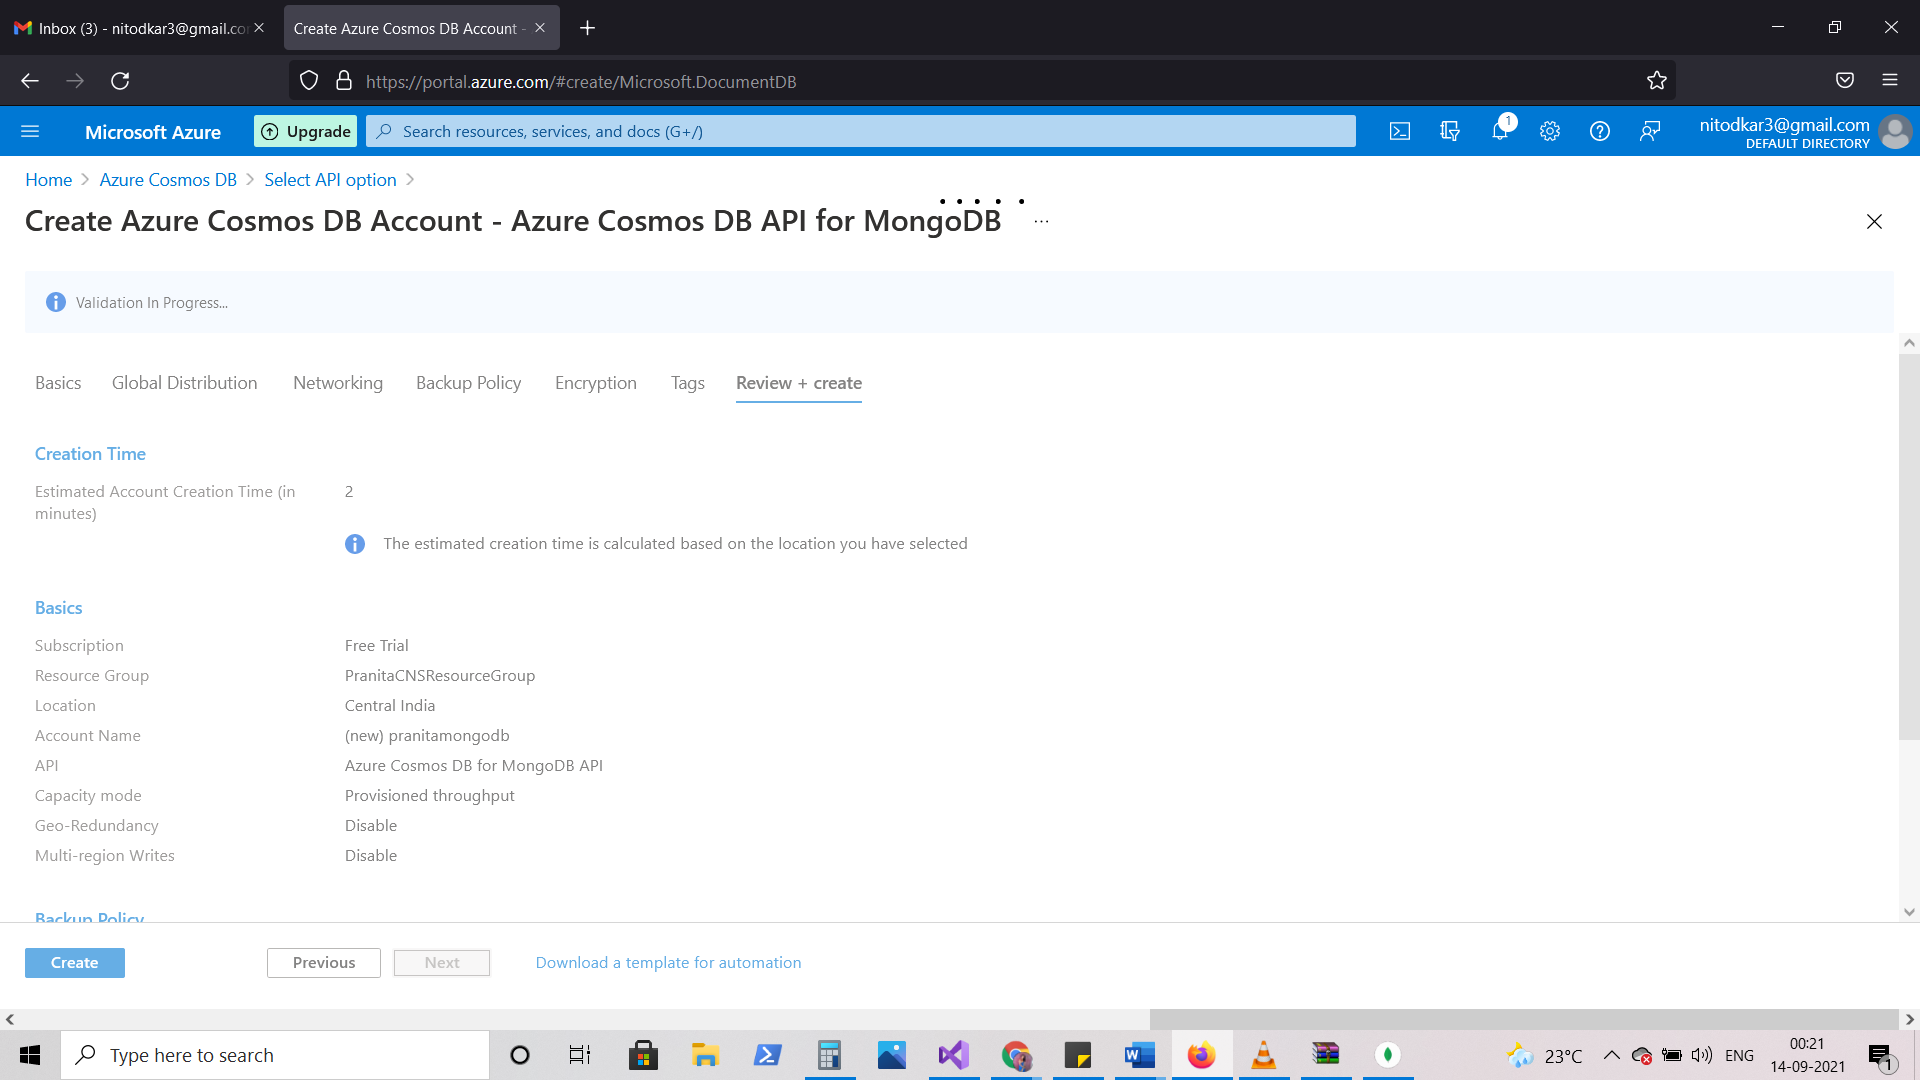 Inbox (3) - nitodkar3@gmail.co
Create Azure Cosmos DB Account -
https://portal.azure.com/#create/Microsoft.DocumentDB
Microsoft Azure
Upgrade
Search resources, services, and docs (G+/)
1
nitodkar3@gmail.com
DEFAULT DIRECTORY
Home > Azure Cosmos DB > Select API option >
Create Azure Cosmos DB Account - Azure Cosmos DB API for MongoDB ...
Validation In Progress...
Basics Global Distribution Networking Backup Policy Encryption Tags Review + create
Creation Time
Estimated Account Creation Time (in minutes) 2
The estimated creation time is calculated based on the location you have selected
Basics
Subscription Free Trial
Resource Group PranitaCNSResourceGroup
Location Central India
Account Name (new) pranitamongodb
API Azure Cosmos DB for MongoDB API
Capacity mode Provisioned throughput
Geo-Redundancy Disable
Multi-region Writes Disable
Backup Policy
Create Previous Next Download a template for automation
Type here to search
23°C
ENG
00:21
14-09-2021
1